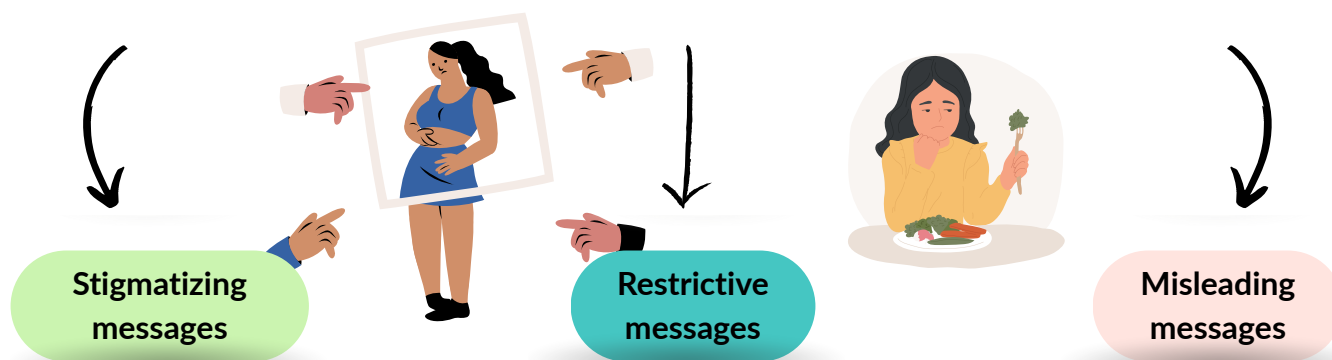 Stigmatizing
messages
Restrictive
messages
Misleading
messages